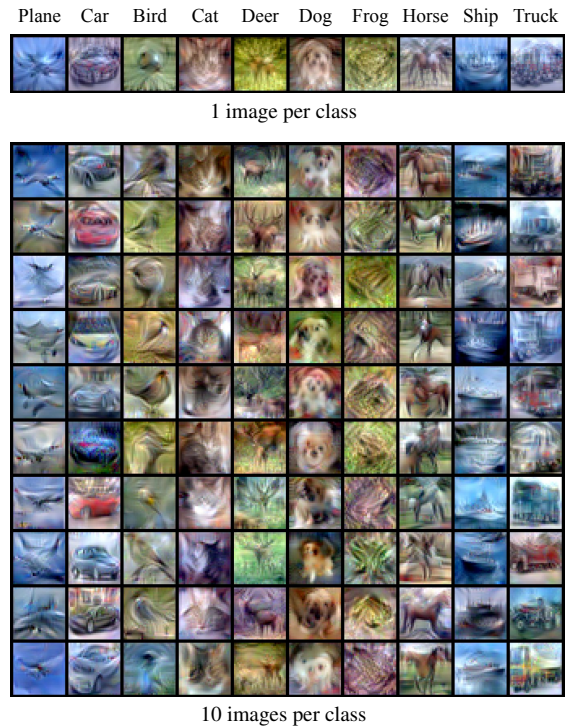 Plane Car Bird Cat Deer Dog Frog Horse Ship Truck
1 image per class
10 images per class